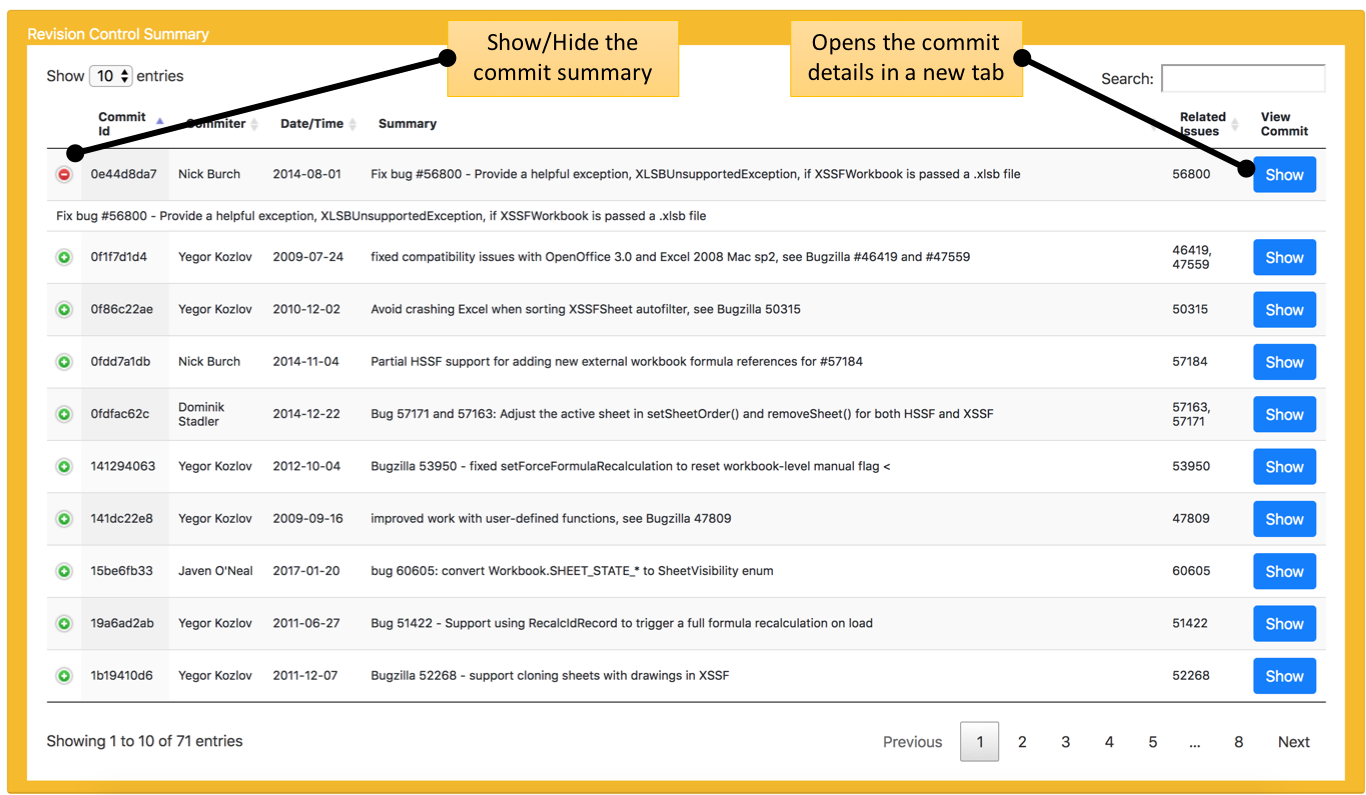 Revision Control Summary
Show/Hide the
commit summary
Opens the commit
details in a new tab
Show 10 entries
Search:
Commit
Id
Commiter
Date/Time
Summary
Related
Issues
View
Commit
0e44d8da7 Nick Burch 2014-08-01 Fix bug #56800 - Provide a helpful exception, XLSBUnsupportedException, if XSSFWorkbook is passed a .xlsb file 56800 Show
Fix bug #56800 - Provide a helpful exception, XLSBUnsupportedException, if XSSFWorkbook is passed a .xlsb file
0f1f7d1d4 Yegor Kozlov 2009-07-24 fixed compatibility issues with OpenOffice 3.0 and Excel 2008 Mac sp2, see Bugzilla #46419 and #47559 46419,
47559 Show
0f86c22ae Yegor Kozlov 2010-12-02 Avoid crashing Excel when sorting XSSFSheet autofilter, see Bugzilla 50315 50315 Show
0fdd7a1db Nick Burch 2014-11-04 Partial HSSF support for adding new external workbook formula references for #57184 57184 Show
0fdfac62c Dominik
Stadler 2014-12-22 Bug 57171 and 57163: Adjust the active sheet in setSheetOrder() and removeSheet() for both HSSF and XSSF 57163,
57171 Show
141294063 Yegor Kozlov 2012-10-04 Bugzilla 53950 - fixed setForceFormulaRecalculation to reset workbook-level manual flag < 53950 Show
141dc22e8 Yegor Kozlov 2009-09-16 improved work with user-defined functions, see Bugzilla 47809 47809 Show
15be6fb33 Javen O'Neal 2017-01-20 bug 60605: convert Workbook.SHEET_STATE_* to SheetVisibility enum 60605 Show
19a6ad2ab Yegor Kozlov 2011-06-27 Bug 51422 - Support using RecalcIdRecord to trigger a full formula recalculation on load 51422 Show
1b19410d6 Yegor Kozlov 2011-12-07 Bugzilla 52268 - support cloning sheets with drawings in XSSF 52268 Show
Showing 1 to 10 of 71 entries
Previous 1 2 3 4 5 ... 8 Next